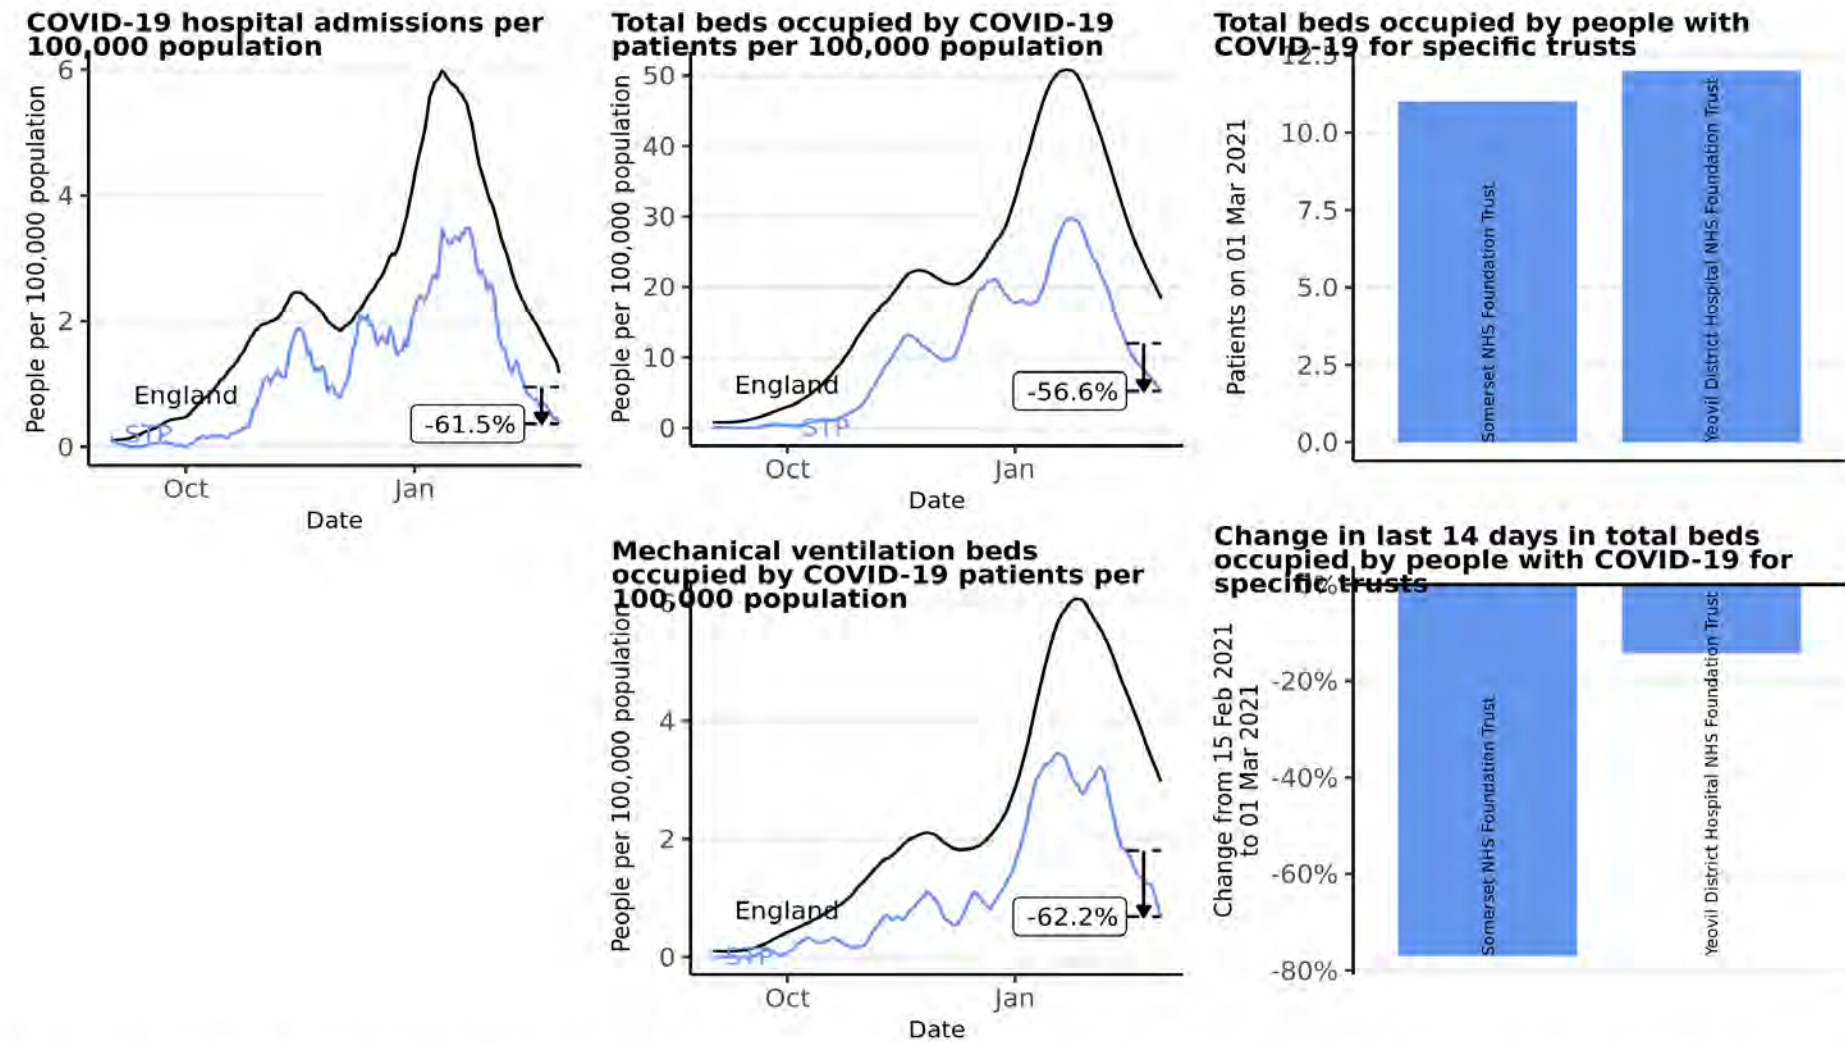 COVID-19 hospital admissions per
100,000 population
People per 100,000 population
6
4
2
0
England
STP
-61.5%
Oct
Jan
Date
Total beds occupied by COVID-19
patients per 100,000 population
People per 100,000 population
50
40
30
20
10
0
England
STP
-56.6%
Oct
Jan
Date
Total beds occupied by people with
COVID-19 for specific trusts
Patients on 01 Mar 2021
12.5
10.0
7.5
5.0
2.5
0.0
Somerset NHS Foundation Trust
Yeovil District Hospital NHS Foundation Trust
Mechanical ventilation beds
occupied by COVID-19 patients per
100,000 population
People per 100,000 population
6
4
2
0
England
STP
-62.2%
Oct
Jan
Date
Change in last 14 days in total beds
occupied by people with COVID-19 for
specific trusts
Change from 15 Feb 2021
to 01 Mar 2021
0%
-20%
-40%
-60%
-80%
Somerset NHS Foundation Trust
Yeovil District Hospital NHS Foundation Trust